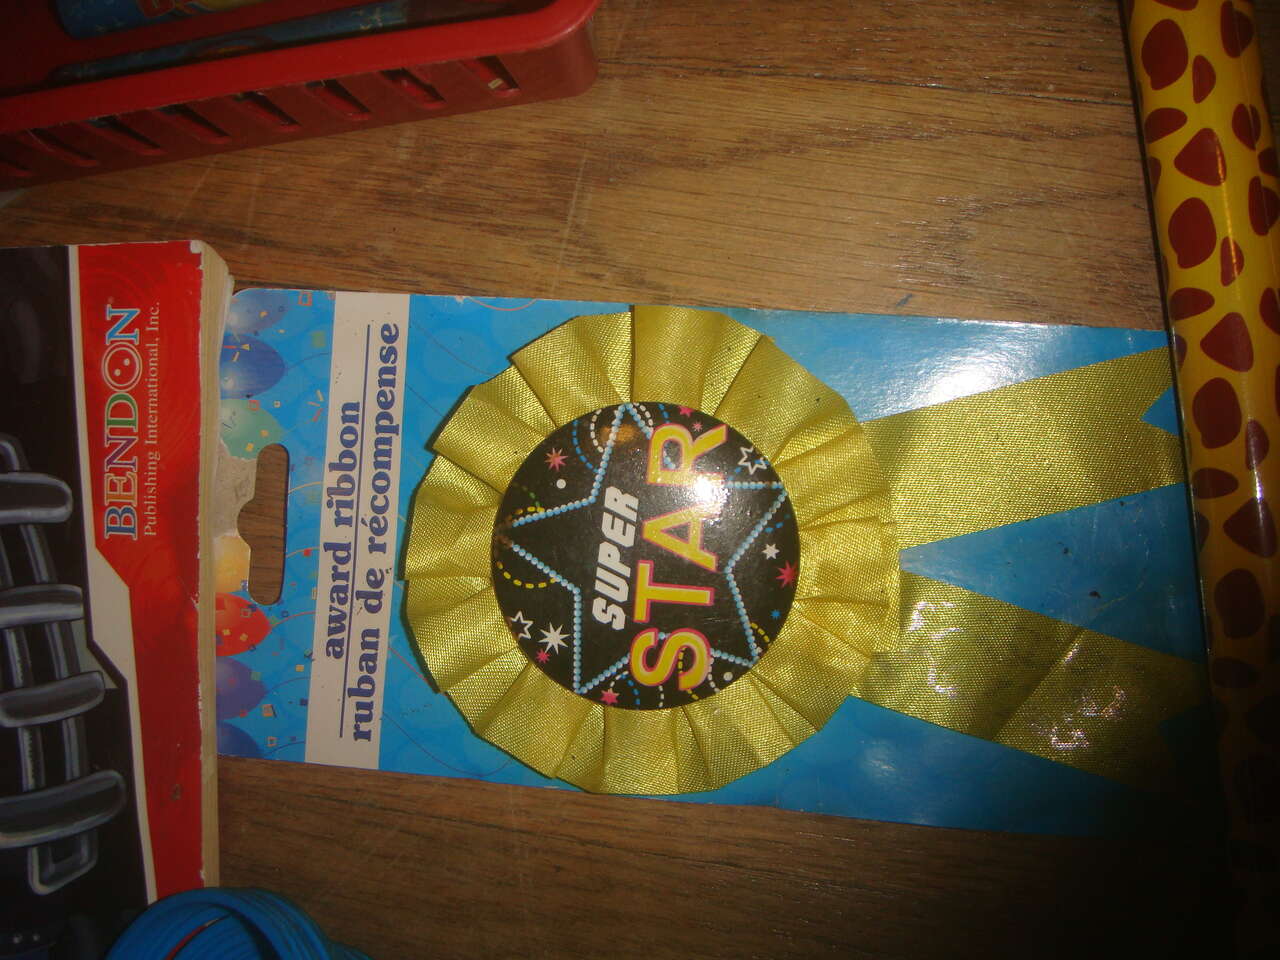 BENDON®
Publishing International, Inc.
award ribbon
ruban de récompense
SUPER
STAR